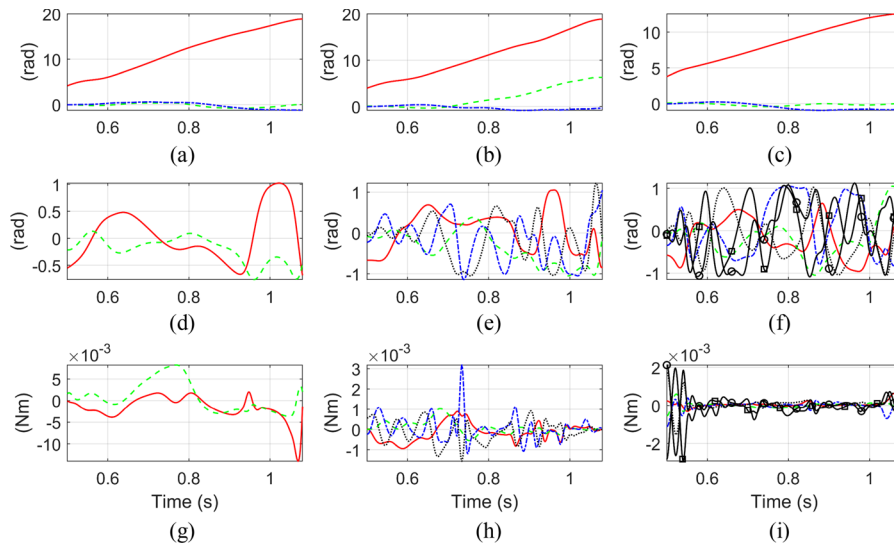 20
10
0
(rad)
0.6 0.8 1
(a)
20
10
0
(rad)
0.6 0.8 1
(b)
10
5
0
(rad)
0.6 0.8 1
(c)
1
0.5
0
-0.5
(rad)
0.6 0.8 1
(d)
1
0
-1
(rad)
0.6 0.8 1
(e)
1
0
-1
(rad)
0.6 0.8 1
(f)
×10⁻³
5
0
-5
-10
(Nm)
0.6 0.8 1
Time (s)
(g)
×10⁻³
3
2
1
0
-1
(Nm)
0.6 0.8 1
Time (s)
(h)
×10⁻³
2
0
-2
(Nm)
0.6 0.8 1
Time (s)
(i)